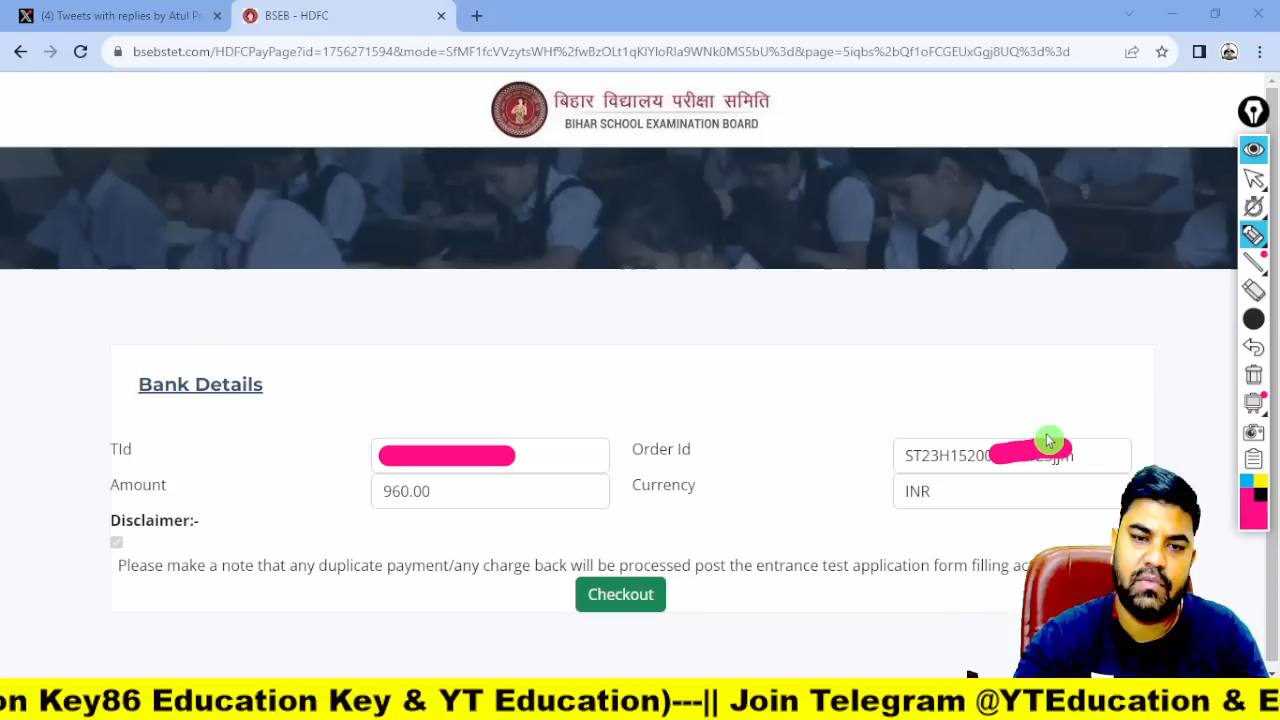 (4) Tweets with replies by Atul Pr
BSEB - HDFC
bsebstet.com/HDFCPayPage?id=17562715948&mode=SfMF1fcVVzytsWHf%2fwBzOLt1qKlYIoRla9WNk0MS5bU%3d&page=5iqbs%2bQf1oFCGEUxGgj8UQ%3d%3d
बिहार विद्यालय परीक्षा समिति
BIHAR SCHOOL EXAMINATION BOARD
Bank Details
TId
Order Id
ST23H15200
Amount
960.00
Currency
INR
Disclaimer:-
Please make a note that any duplicate payment/any charge back will be processed post the entrance test application form filling
Checkout
on Key86 Education Key & YT Education)---|| Join Telegram @YTEducation & E